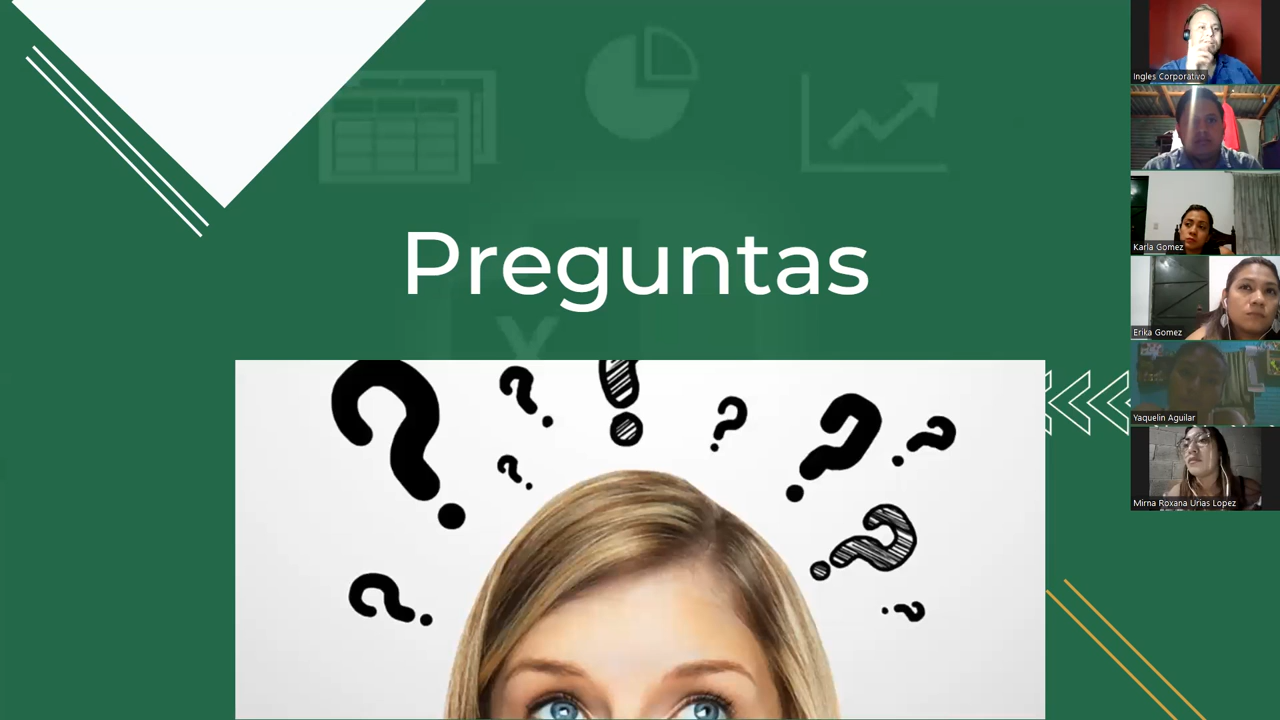 Preguntas
Ingles Corporativo
Karla Gomez
Erika Gomez
Yaquelin Aguilar
Mirna Roxana Urias Lopez